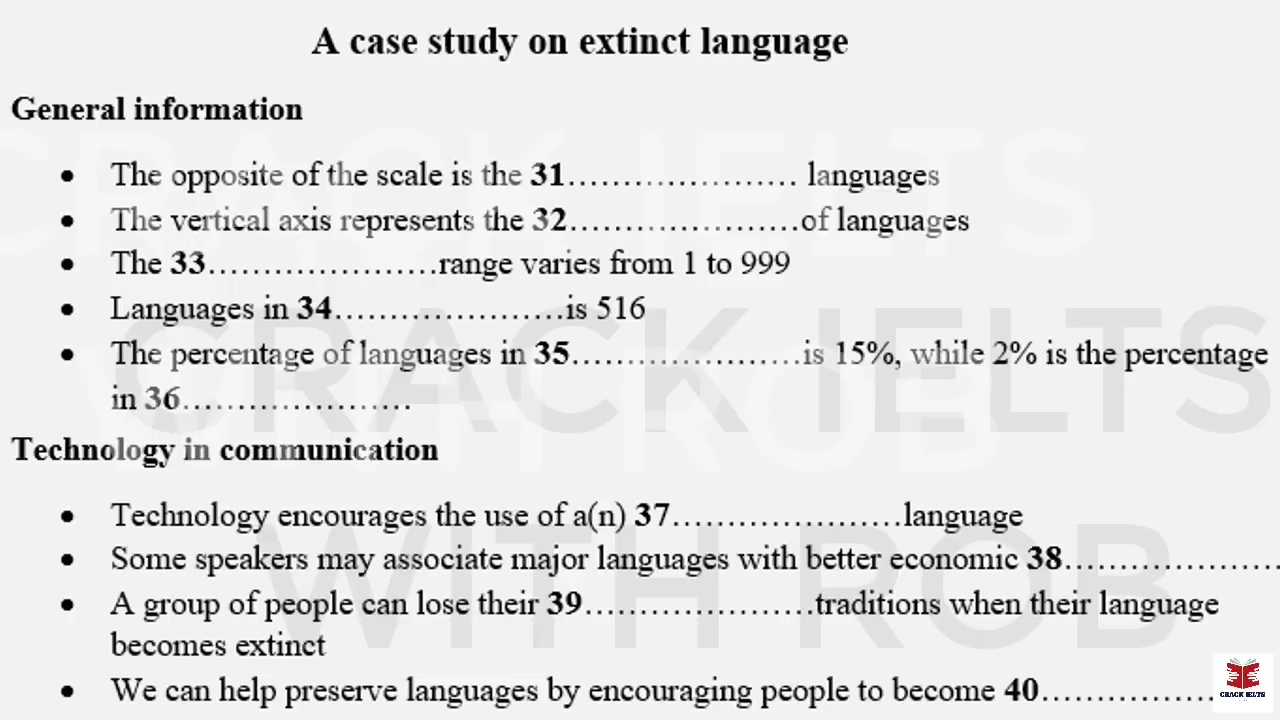 A case study on extinct language
General information
• The opposite of the scale is the 31..................... languages
• The vertical axis represents the 32.....................of languages
• The 33.....................range varies from 1 to 999
• Languages in 34.....................is 516
• The percentage of languages in 35.....................is 15%, while 2% is the percentage
in 36.....................
Technology in communication
• Technology encourages the use of a(n) 37.....................language
• Some speakers may associate major languages with better economic 38....................
• A group of people can lose their 39.....................traditions when their language
becomes extinct
• We can help preserve languages by encouraging people to become 40................
CRACK IELTS
WITH ROB
CRACK IELTS